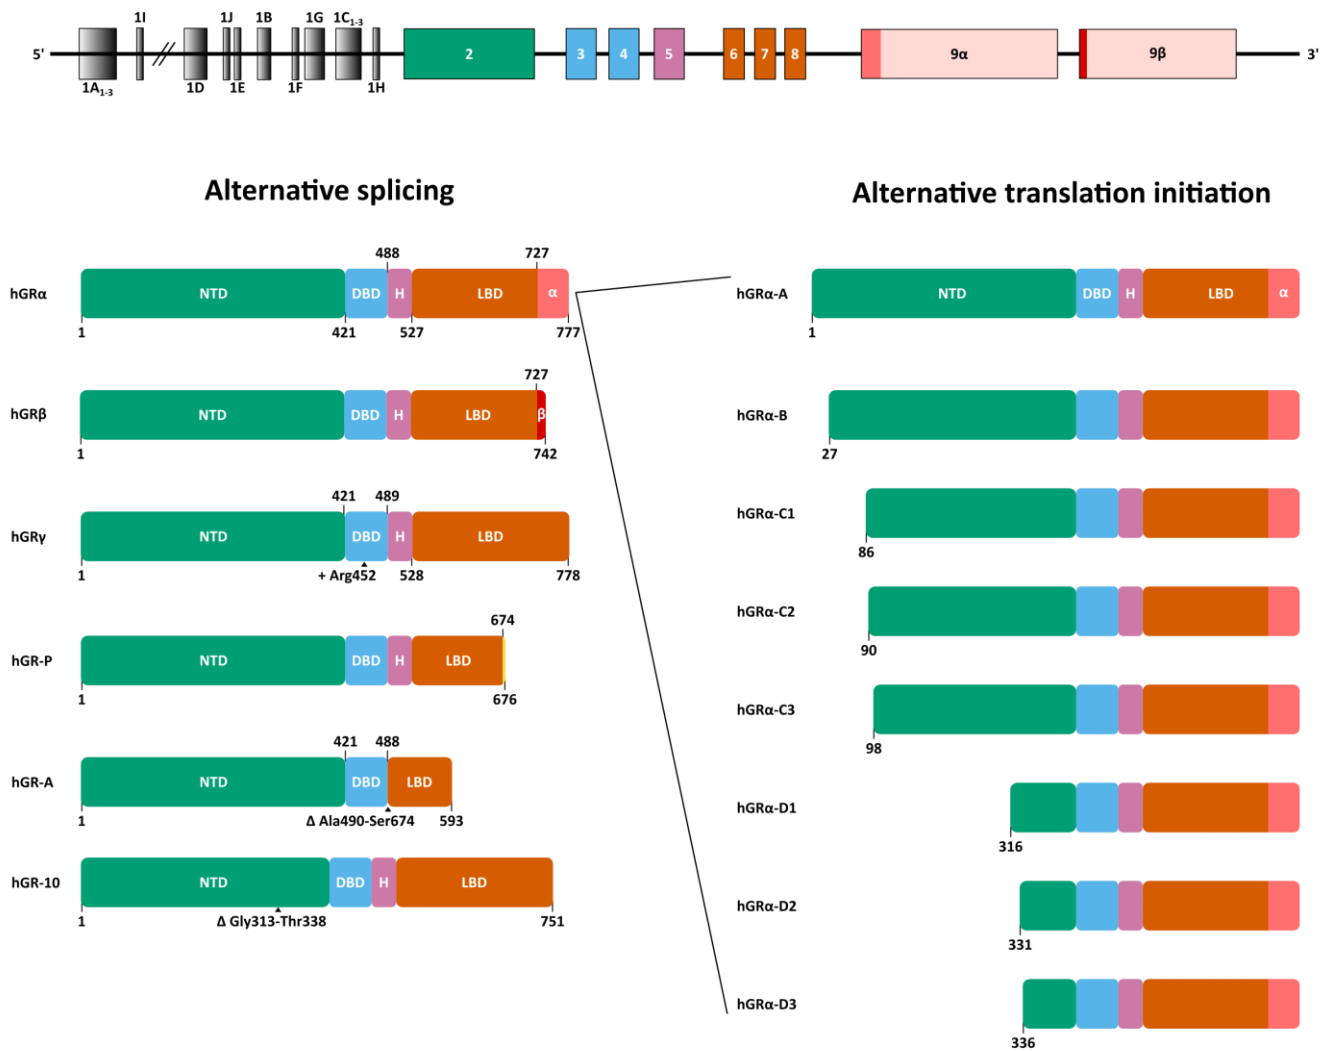 1I 1J 1B 1G 1C1-3
5' 2 3 4 5 6 7 8 9α 9β 3'
1A1-3 1D 1E 1F 1H
Alternative splicing
488 727
hGRα NTD DBD H LBD α
1 421 527 777
727
hGRβ NTD DBD H LBD β
1 742
421 489
hGRγ NTD DBD H LBD
1 + Arg452 528 778
674
hGR-P NTD DBD H LBD
1 676
421 488
hGR-A NTD DBD LBD
1 Δ Ala490-Ser674 593
hGR-10 NTD DBD H LBD
1 Δ Gly313-Thr338 751
Alternative translation initiation
hGRα-A NTD DBD H LBD α
1
hGRα-B
27
hGRα-C1
86
hGRα-C2
90
hGRα-C3
98
hGRα-D1
316
hGRα-D2
331
hGRα-D3
336